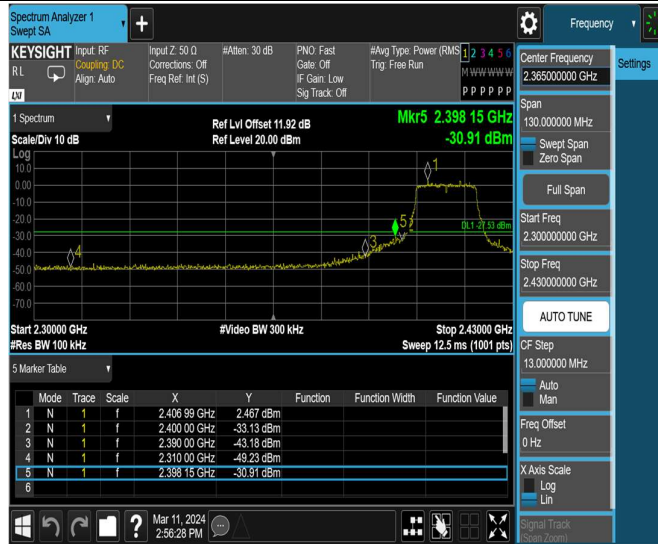 Spectrum Analyzer 1
Swept SA
+
Frequency
KEYSIGHT
Input: RF
Coupling: DC
Align: Auto
Input Z: 50 Ω
Corrections: Off
Freq Ref: Int (S)
#Atten: 30 dB
PNO: Fast
Gate: Off
IF Gain: Low
Sig Track: Off
#Avg Type: Power (RMS
Trig: Free Run
1 2 3 4 5 6
M W W W W W
P P P P P P
R L
LXI
Center Frequency
2.365000000 GHz
Settings
Span
130.000000 MHz
Swept Span
Zero Span
Full Span
Start Freq
2.300000000 GHz
Stop Freq
2.430000000 GHz
AUTO TUNE
CF Step
13.000000 MHz
Auto
Man
Freq Offset
0 Hz
X Axis Scale
Log
Lin
Signal Track
(Span Zoom)
1 Spectrum
Scale/Div 10 dB
Ref Lvl Offset 11.92 dB
Ref Level 20.00 dBm
Mkr5 2.398 15 GHz
-30.91 dBm
Log
10.0
0.00
-10.0
-20.0
-30.0
-40.0
-50.0
-60.0
-70.0
1
5
3
4
DL1 -27.53 dBm
Start 2.30000 GHz
#Video BW 300 kHz
Stop 2.43000 GHz
#Res BW 100 kHz
Sweep 12.5 ms (1001 pts)
5 Marker Table
Mode Trace Scale X Y Function Function Width Function Value
1 N 1 f 2.406 99 GHz 2.467 dBm
2 N 1 f 2.400 00 GHz -33.13 dBm
3 N 1 f 2.390 00 GHz -43.18 dBm
4 N 1 f 2.310 00 GHz -49.23 dBm
5 N 1 f 2.398 15 GHz -30.91 dBm
6
?
Mar 11, 2024
2:56:28 PM